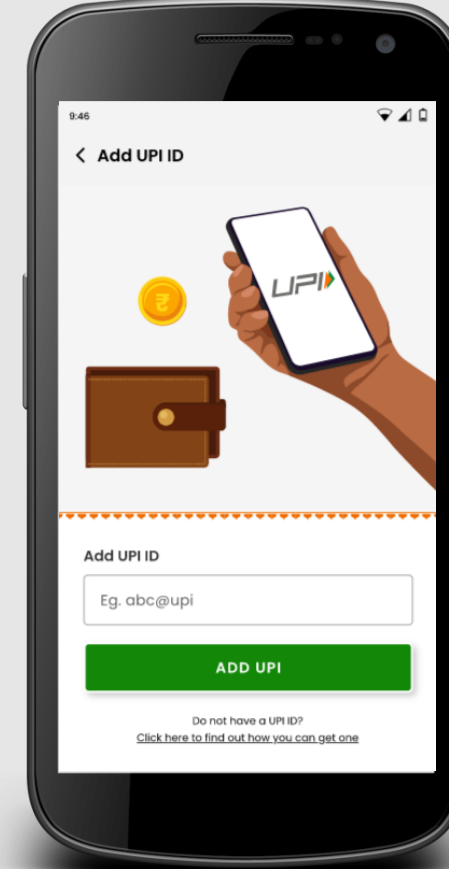 9:46
Add UPI ID
₹
UPI
Add UPI ID
Eg. abc@upi
ADD UPI
Do not have a UPI ID?
Click here to find out how you can get one